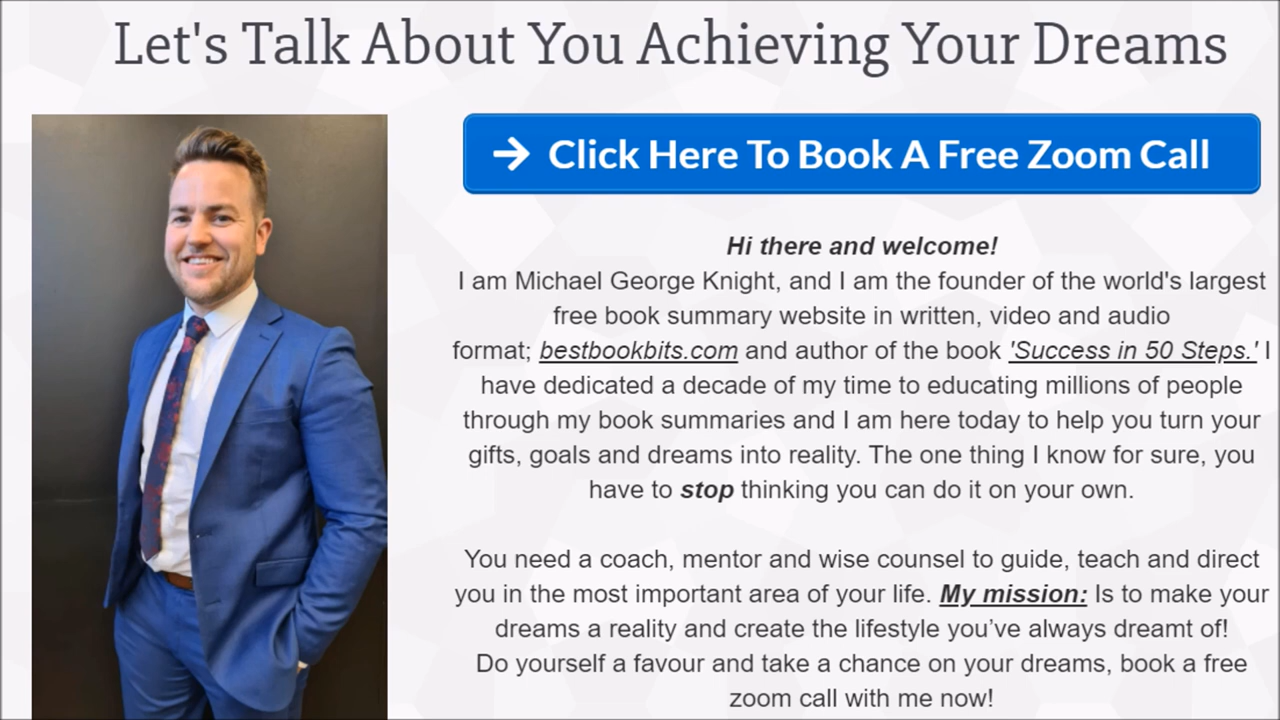 Let's Talk About You Achieving Your Dreams
Click Here To Book A Free Zoom Call
Hi there and welcome!
I am Michael George Knight, and I am the founder of the world's largest
free book summary website in written, video and audio
format; bestbookbits.com and author of the book 'Success in 50 Steps.' I
have dedicated a decade of my time to educating millions of people
through my book summaries and I am here today to help you turn your
gifts, goals and dreams into reality. The one thing I know for sure, you
have to stop thinking you can do it on your own.
You need a coach, mentor and wise counsel to guide, teach and direct
you in the most important area of your life. My mission: Is to make your
dreams a reality and create the lifestyle you’ve always dreamt of!
Do yourself a favour and take a chance on your dreams, book a free
zoom call with me now!